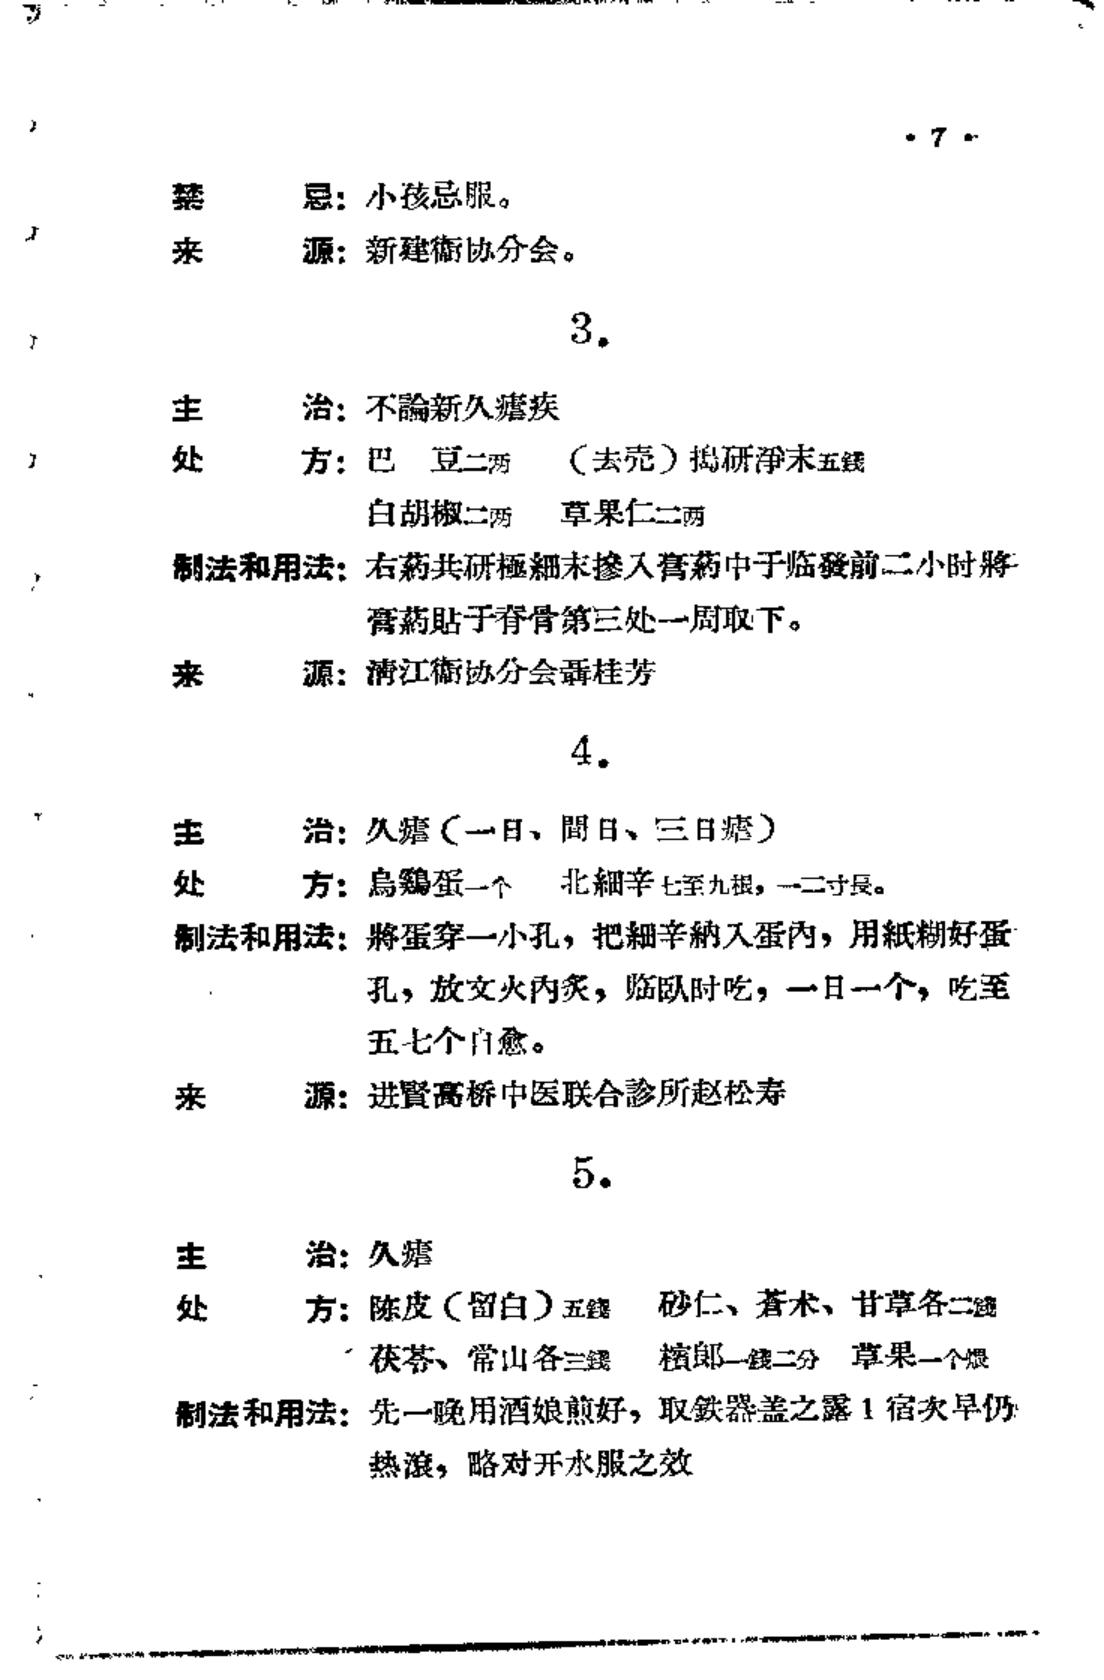 • 7 •
禁　　忌：小孩忌服。
来　　源：新建衞协分会。
3.
主　　治：不論新久瘧疾
处　　方：巴　豆二两　（去壳）搗研淨末五錢
白胡椒二两　草果仁二两
制法和用法：右葯共研極細末摻入膏葯中于临發前二小时將
膏葯貼于脊骨第三处一周取下。
来　　源：清江衞协分会聶桂芳
4.
主　　治：久瘧（一日、間日、三日瘧）
处　　方：烏鷄蛋一个　北細辛七至九根，一二寸長。
制法和用法：將蛋穿一小孔，把細辛納入蛋內，用紙糊好蛋
孔，放文火内炙，临臥时吃，一日一个，吃至
五七个自愈。
来　　源：进賢高桥中医联合診所赵松寿
5.
主　　治：久瘧
处　　方：陈皮（留白）五錢　砂仁、蒼术、甘草各二錢
茯苓、常山各三錢　檳郎一錢二分　草果一个煨
制法和用法：先一晚用酒娘煎好，取鉄器盖之露1宿次早仍
热滾，略对开水服之效